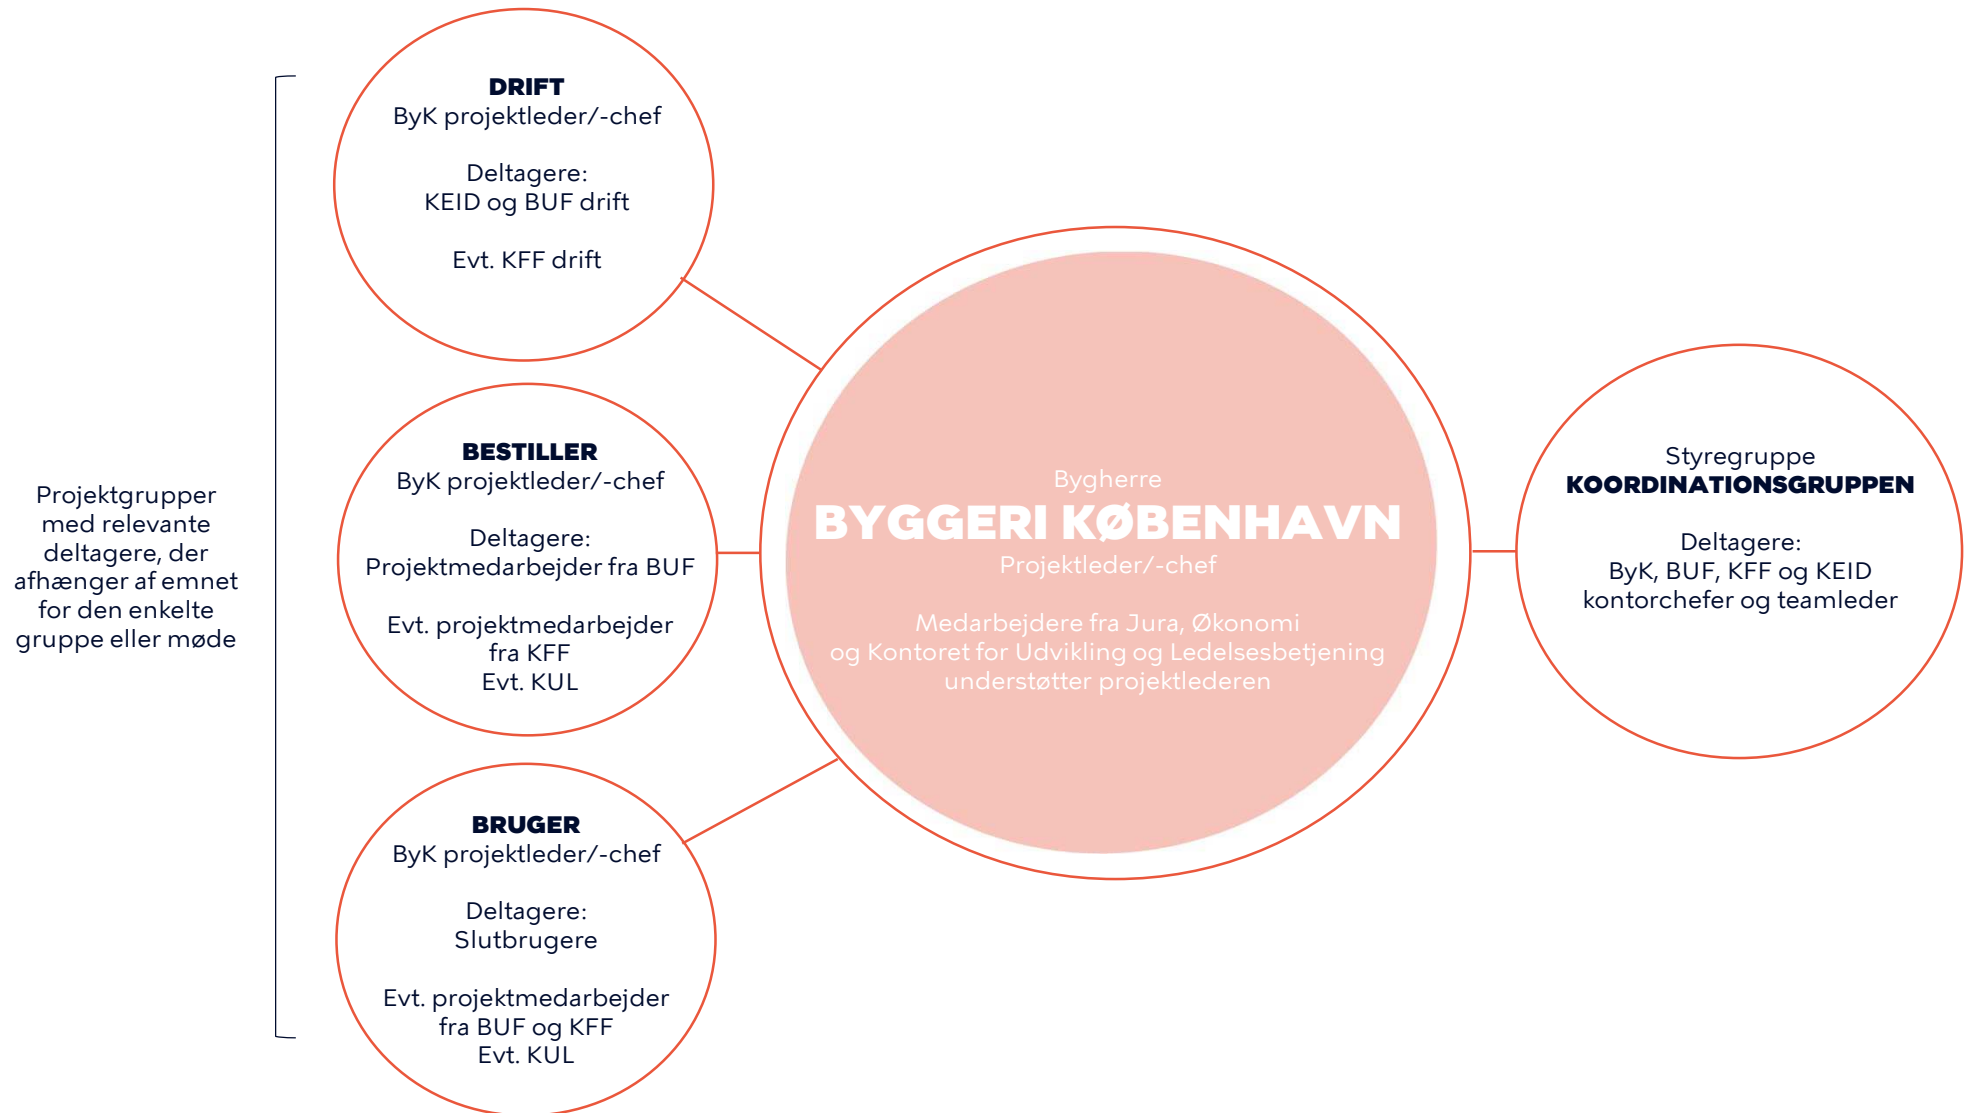 Projektgrupper
med relevante
deltagere, der
afhænger af emnet
for den enkelte
gruppe eller møde
DRIFT
ByK projektleder/-chef
Deltagere:
KEID og BUF drift
Evt. KFF drift
BESTILLER
ByK projektleder/-chef
Deltagere:
Projektmedarbejder fra BUF
Evt. projektmedarbejder
fra KFF
Evt. KUL
BRUGER
ByK projektleder/-chef
Deltagere:
Slutbrugere
Evt. projektmedarbejder
fra BUF og KFF
Evt. KUL
Bygherre
BYGGERI KØBENHAVN
Projektleder/-chef
Medarbejdere fra Jura, Økonomi
og Kontoret for Udvikling og Ledelsesbetjening
understøtter projektlederen
Styregruppe
KOORDINATIONSGRUPPEN
Deltagere:
ByK, BUF, KFF og KEID
kontorchefer og teamleder